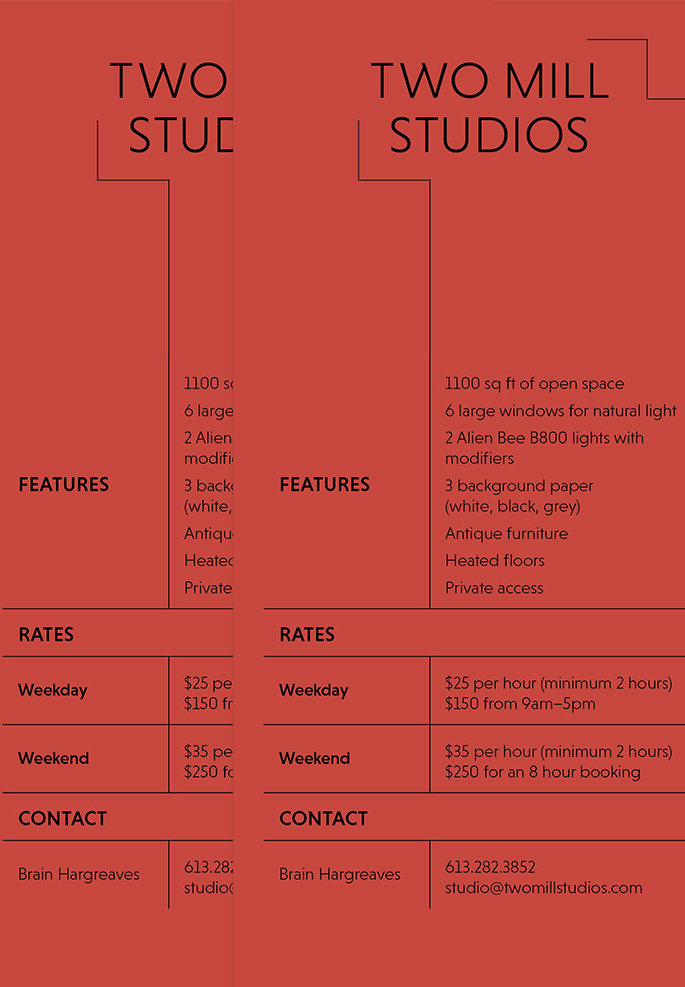 TWO
STUD
1100 sq
6 large
2 Alien
modifi
FEATURES
3 back
(white,
Antiqu
Heated
Private
RATES
Weekday
$25 pe
$150 fr
Weekend
$35 pe
$250 fo
CONTACT
Brain Hargreaves
613.282
studio@
TWO MILL
STUDIOS
1100 sq ft of open space
6 large windows for natural light
2 Alien Bee B800 lights with
modifiers
FEATURES
3 background paper
(white, black, grey)
Antique furniture
Heated floors
Private access
RATES
Weekday
$25 per hour (minimum 2 hours)
$150 from 9am–5pm
Weekend
$35 per hour (minimum 2 hours)
$250 for an 8 hour booking
CONTACT
Brain Hargreaves
613.282.3852
studio@twomillstudios.com